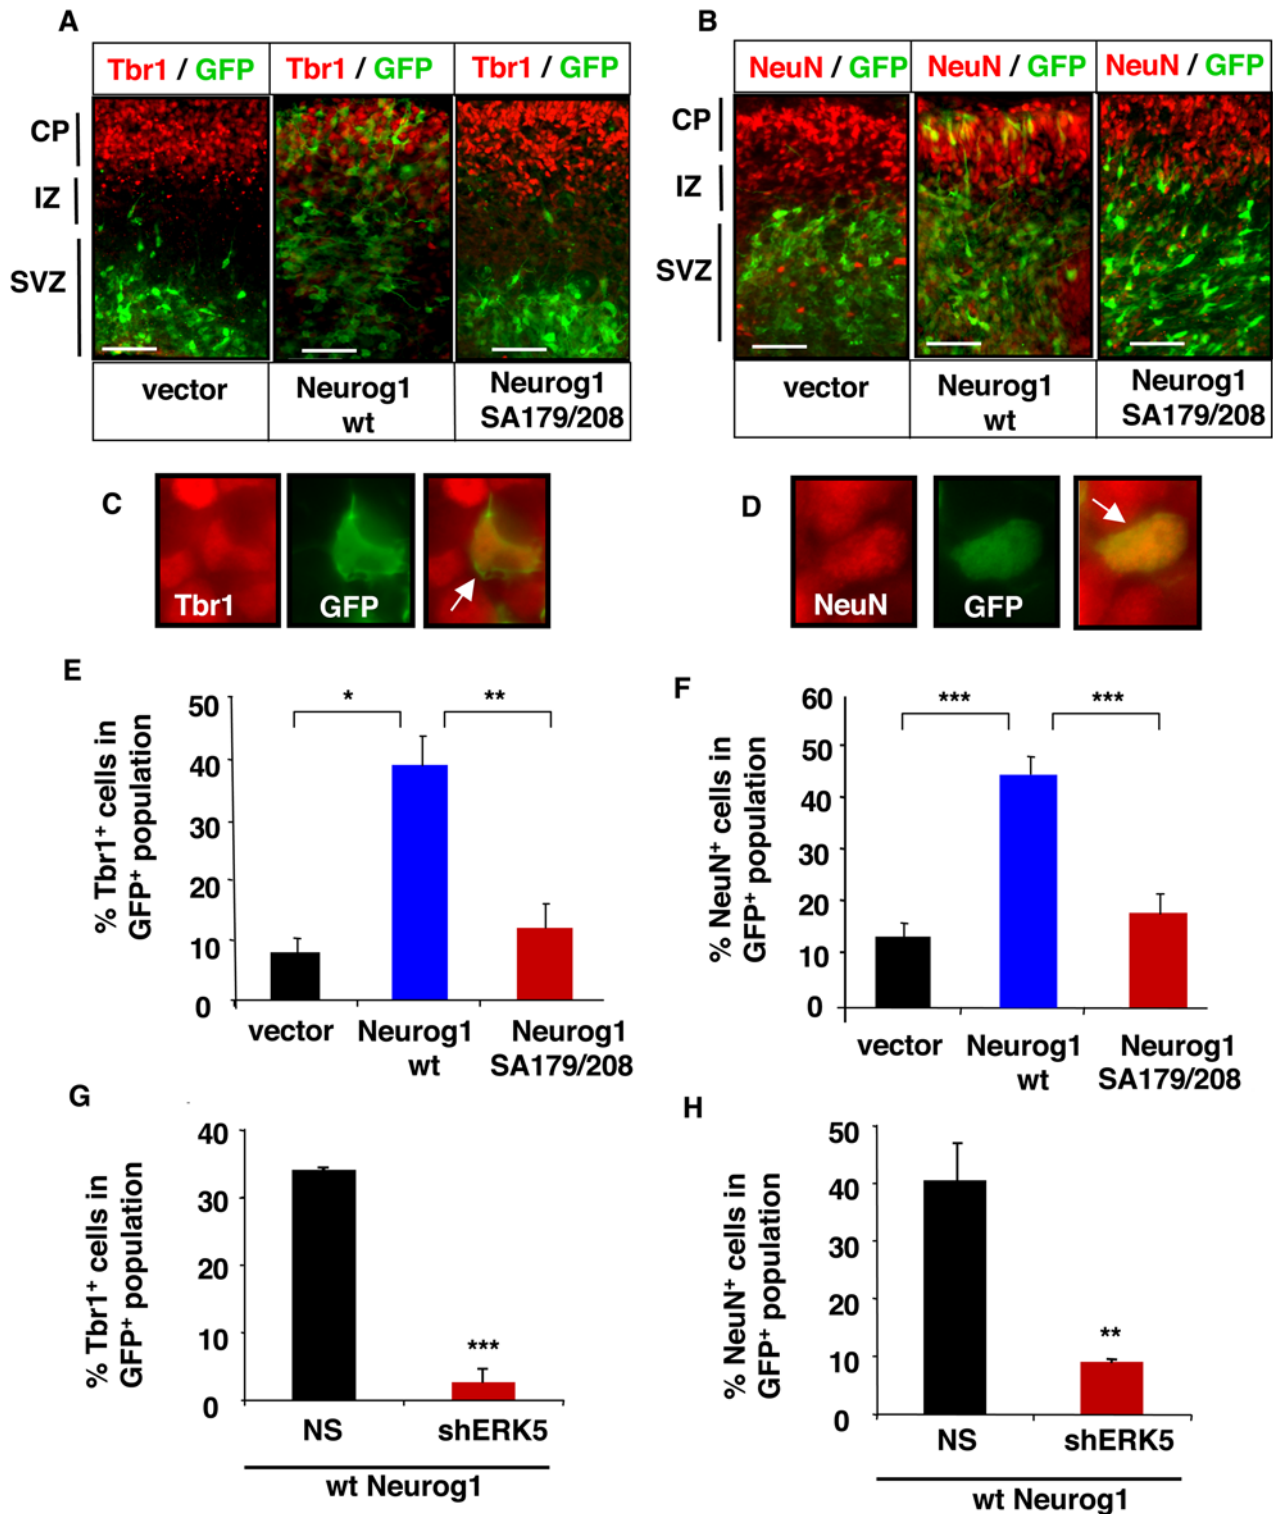 A
Tbr1 / GFP
Tbr1 / GFP
Tbr1 / GFP
CP
IZ
SVZ
vector
Neurog1
wt
Neurog1
SA179/208
B
NeuN / GFP
NeuN / GFP
NeuN / GFP
CP
IZ
SVZ
vector
Neurog1
wt
Neurog1
SA179/208
C
Tbr1
GFP
D
NeuN
GFP
E
% Tbr1⁺ cells in
GFP⁺ population
50
40
30
20
10
0
*
**
vector
Neurog1
wt
Neurog1
SA179/208
F
% NeuN⁺ cells in
GFP⁺ population
60
50
40
30
20
10
0
***
***
vector
Neurog1
wt
Neurog1
SA179/208
G
% Tbr1⁺ cells in
GFP⁺ population
40
30
20
10
0
***
NS
shERK5
wt Neurog1
H
% NeuN⁺ cells in
GFP⁺ population
50
40
30
20
10
0
**
NS
shERK5
wt Neurog1